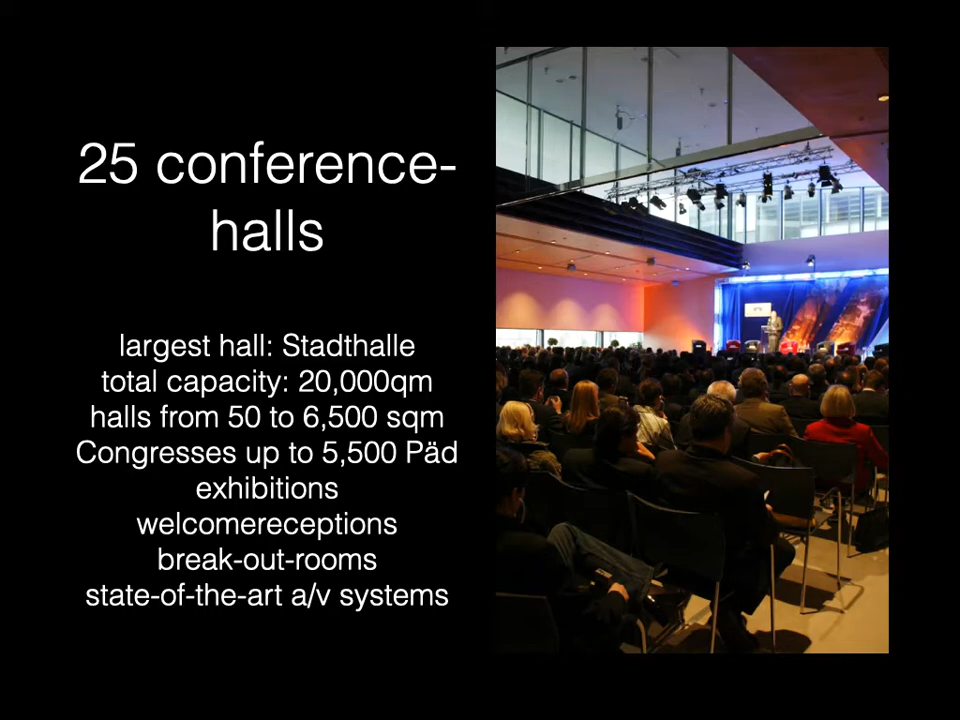 25 conference-
halls
largest hall: Stadthalle
total capacity: 20,000qm
halls from 50 to 6,500 sqm
Congresses up to 5,500 Päd
exhibitions
welcomereceptions
break-out-rooms
state-of-the-art a/v systems